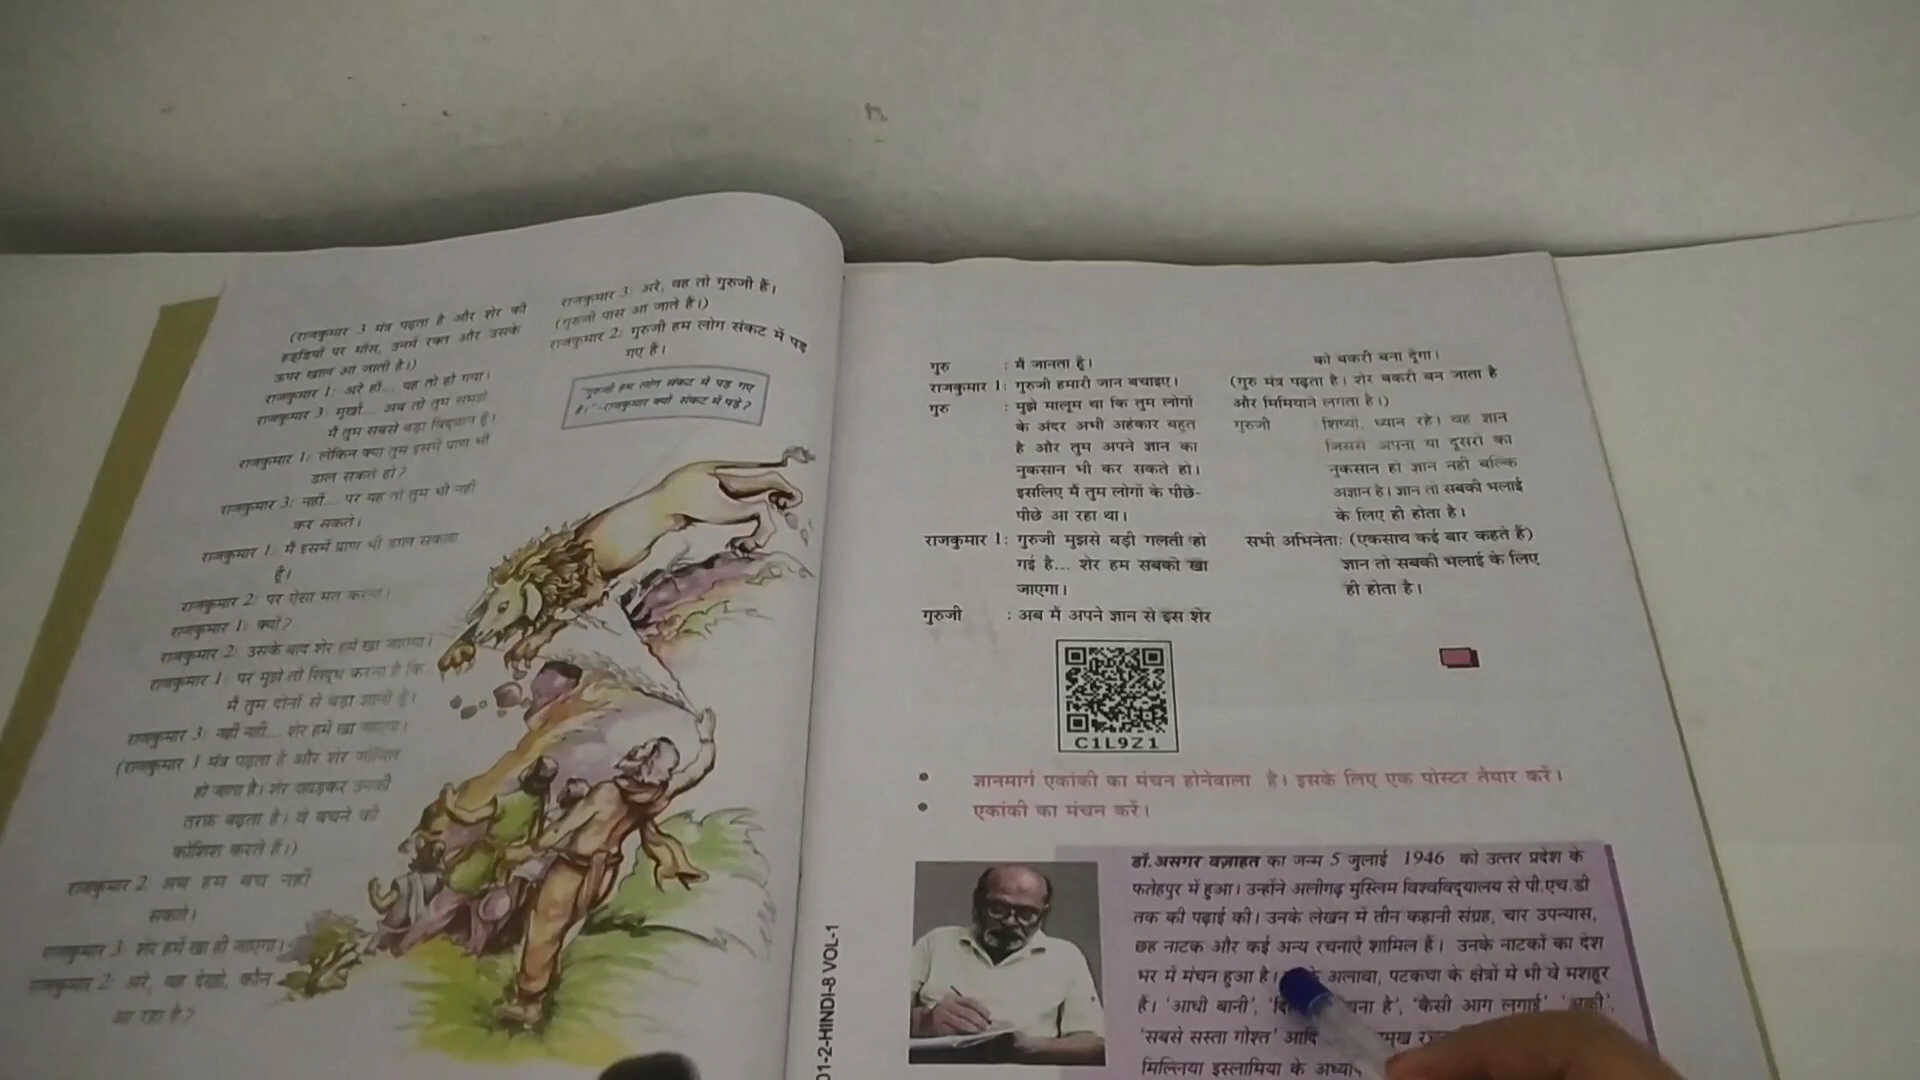 (राजकुमार 3 मंत्र पढ़ता है और शेर की
हड्डियों पर माँस, उनमें रक्त और उसके
ऊपर खाल आ जाती है।)
राजकुमार 1: अरे हाँ... यह तो हो गया।
राजकुमार 3: मूर्खों... अब तो तुम समझो
मैं तुम सबसे बड़ा विद्वान हूँ।
राजकुमार 1: लेकिन क्या तुम इसमें प्राण भी
डाल सकते हो?
राजकुमार 3: नहीं... पर यह तो तुम भी नहीं
कर सकते।
राजकुमार 1: मैं इसमें प्राण भी डाल सकता
हूँ।
राजकुमार 2: पर ऐसा मत करना।
राजकुमार 1: क्यों?
राजकुमार 2: उसके बाद शेर हमें खा जाएगा।
राजकुमार 1: पर मुझे तो सिद्ध करना है कि
मैं तुम दोनों से बड़ा ज्ञानी हूँ।
राजकुमार 3: नहीं नहीं... शेर हमें खा जाएगा।
(राजकुमार 1 मंत्र पढ़ता है और शेर जीवित
हो जाता है। शेर दहाड़कर उनकी
तरफ़ बढ़ता है। वे बचने की
कोशिश करते हैं।)
राजकुमार 2: अब हम बच नहीं
सकते।
राजकुमार 3: शेर हमें खा ही जाएगा।
राजकुमार 2: अरे, वह देखो, कौन
आ रहा है?
राजकुमार 3: अरे, वह तो गुरुजी हैं।
(गुरुजी पास आ जाते हैं।)
राजकुमार 2: गुरुजी हम लोग संकट में पड़
गए हैं।
"गुरुजी हम लोग संकट में पड़ गए
हैं।"-राजकुमार क्यों संकट में पड़े?
गुरु : मैं जानता हूँ।
राजकुमार 1: गुरुजी हमारी जान बचाइए।
गुरु : मुझे मालूम था कि तुम लोगों
के अंदर अभी अहंकार बहुत
है और तुम अपने ज्ञान का
नुकसान भी कर सकते हो।
इसलिए मैं तुम लोगों के पीछे-
पीछे आ रहा था।
राजकुमार 1: गुरुजी मुझसे बड़ी गलती हो
गई है... शेर हम सबको खा
जाएगा।
गुरुजी : अब मैं अपने ज्ञान से इस शेर
को बकरी बना दूँगा।
(गुरु मंत्र पढ़ता है। शेर बकरी बन जाता है
और मिमियाने लगता है।)
गुरुजी शिष्यो, ध्यान रहे। वह ज्ञान
जिससे अपना या दूसरों का
नुकसान हो ज्ञान नहीं बल्कि
अज्ञान है। ज्ञान तो सबकी भलाई
के लिए ही होता है।
सभी अभिनेता: (एकसाथ कई बार कहते हैं)
ज्ञान तो सबकी भलाई के लिए
ही होता है।
C1L9Z1
• ज्ञानमार्ग एकांकी का मंचन होनेवाला है। इसके लिए एक पोस्टर तैयार करें।
• एकांकी का मंचन करें।
डॉ.असगर वज़ाहत का जन्म 5 जुलाई 1946 को उत्तर प्रदेश के
फतेहपुर में हुआ। उन्होंने अलीगढ़ मुस्लिम विश्वविद्यालय से पी.एच.डी
तक की पढ़ाई की। उनके लेखन में तीन कहानी संग्रह, चार उपन्यास,
छह नाटक और कई अन्य रचनाएँ शामिल हैं। उनके नाटकों का देश
भर में मंचन हुआ है। अलावा, पटकथा के क्षेत्रों में भी वे मशहूर
हैं। 'आधी बानी', है', 'कैसी आग लगाई'
'सबसे सस्ता गोश्त' आदि
मिल्लिया इस्लामिया के
01-2-HINDI-8 VOL-1